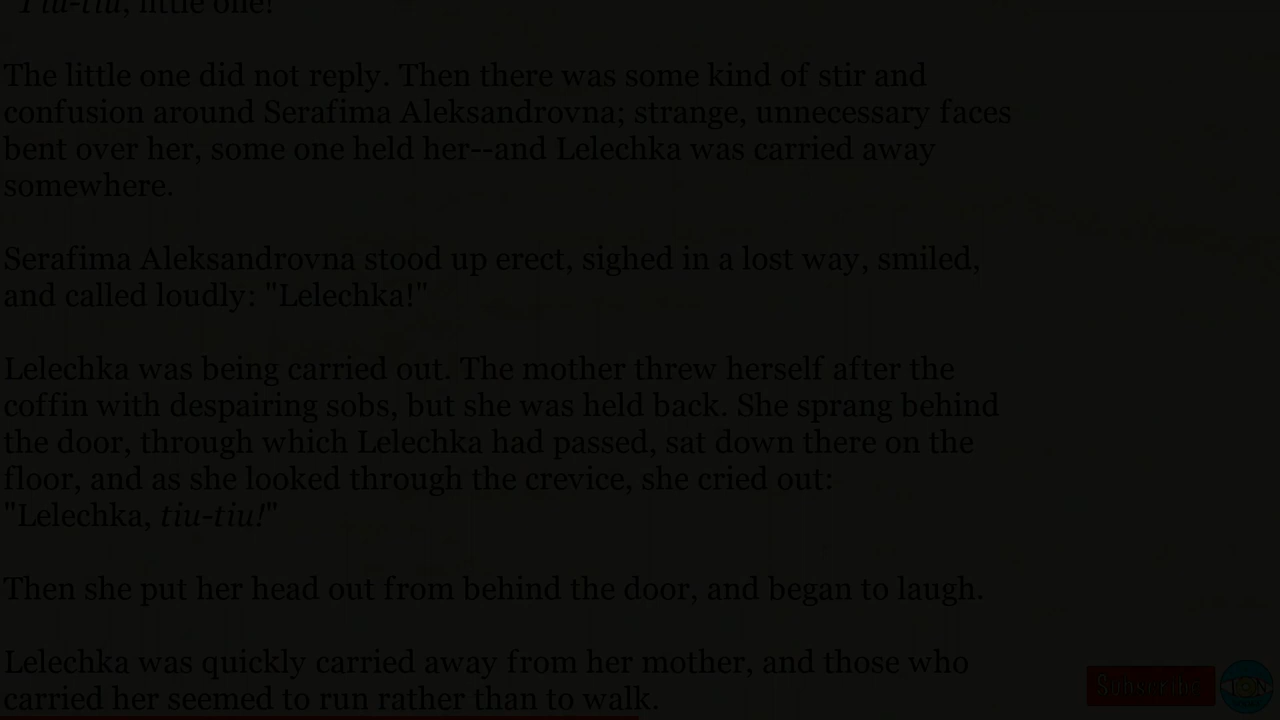 "Tiu-tiu, little one!
The little one did not reply. Then there was some kind of stir and
confusion around Serafima Aleksandrovna; strange, unnecessary faces
bent over her, some one held her--and Lelechka was carried away
somewhere.
Serafima Aleksandrovna stood up erect, sighed in a lost way, smiled,
and called loudly: "Lelechka!"
Lelechka was being carried out. The mother threw herself after the
coffin with despairing sobs, but she was held back. She sprang behind
the door, through which Lelechka had passed, sat down there on the
floor, and as she looked through the crevice, she cried out:
"Lelechka, tiu-tiu!"
Then she put her head out from behind the door, and began to laugh.
Lelechka was quickly carried away from her mother, and those who
carried her seemed to run rather than to walk.
Subscribe